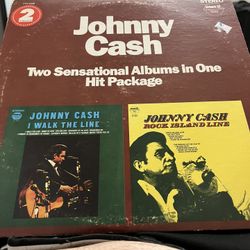 2
STEREO
Johnny
Cash
Two Sensational Albums in One
Hit Package
JOHNNY CASH
I WALK THE LINE
JOHNNY CASH
ROCK ISLAND LINE